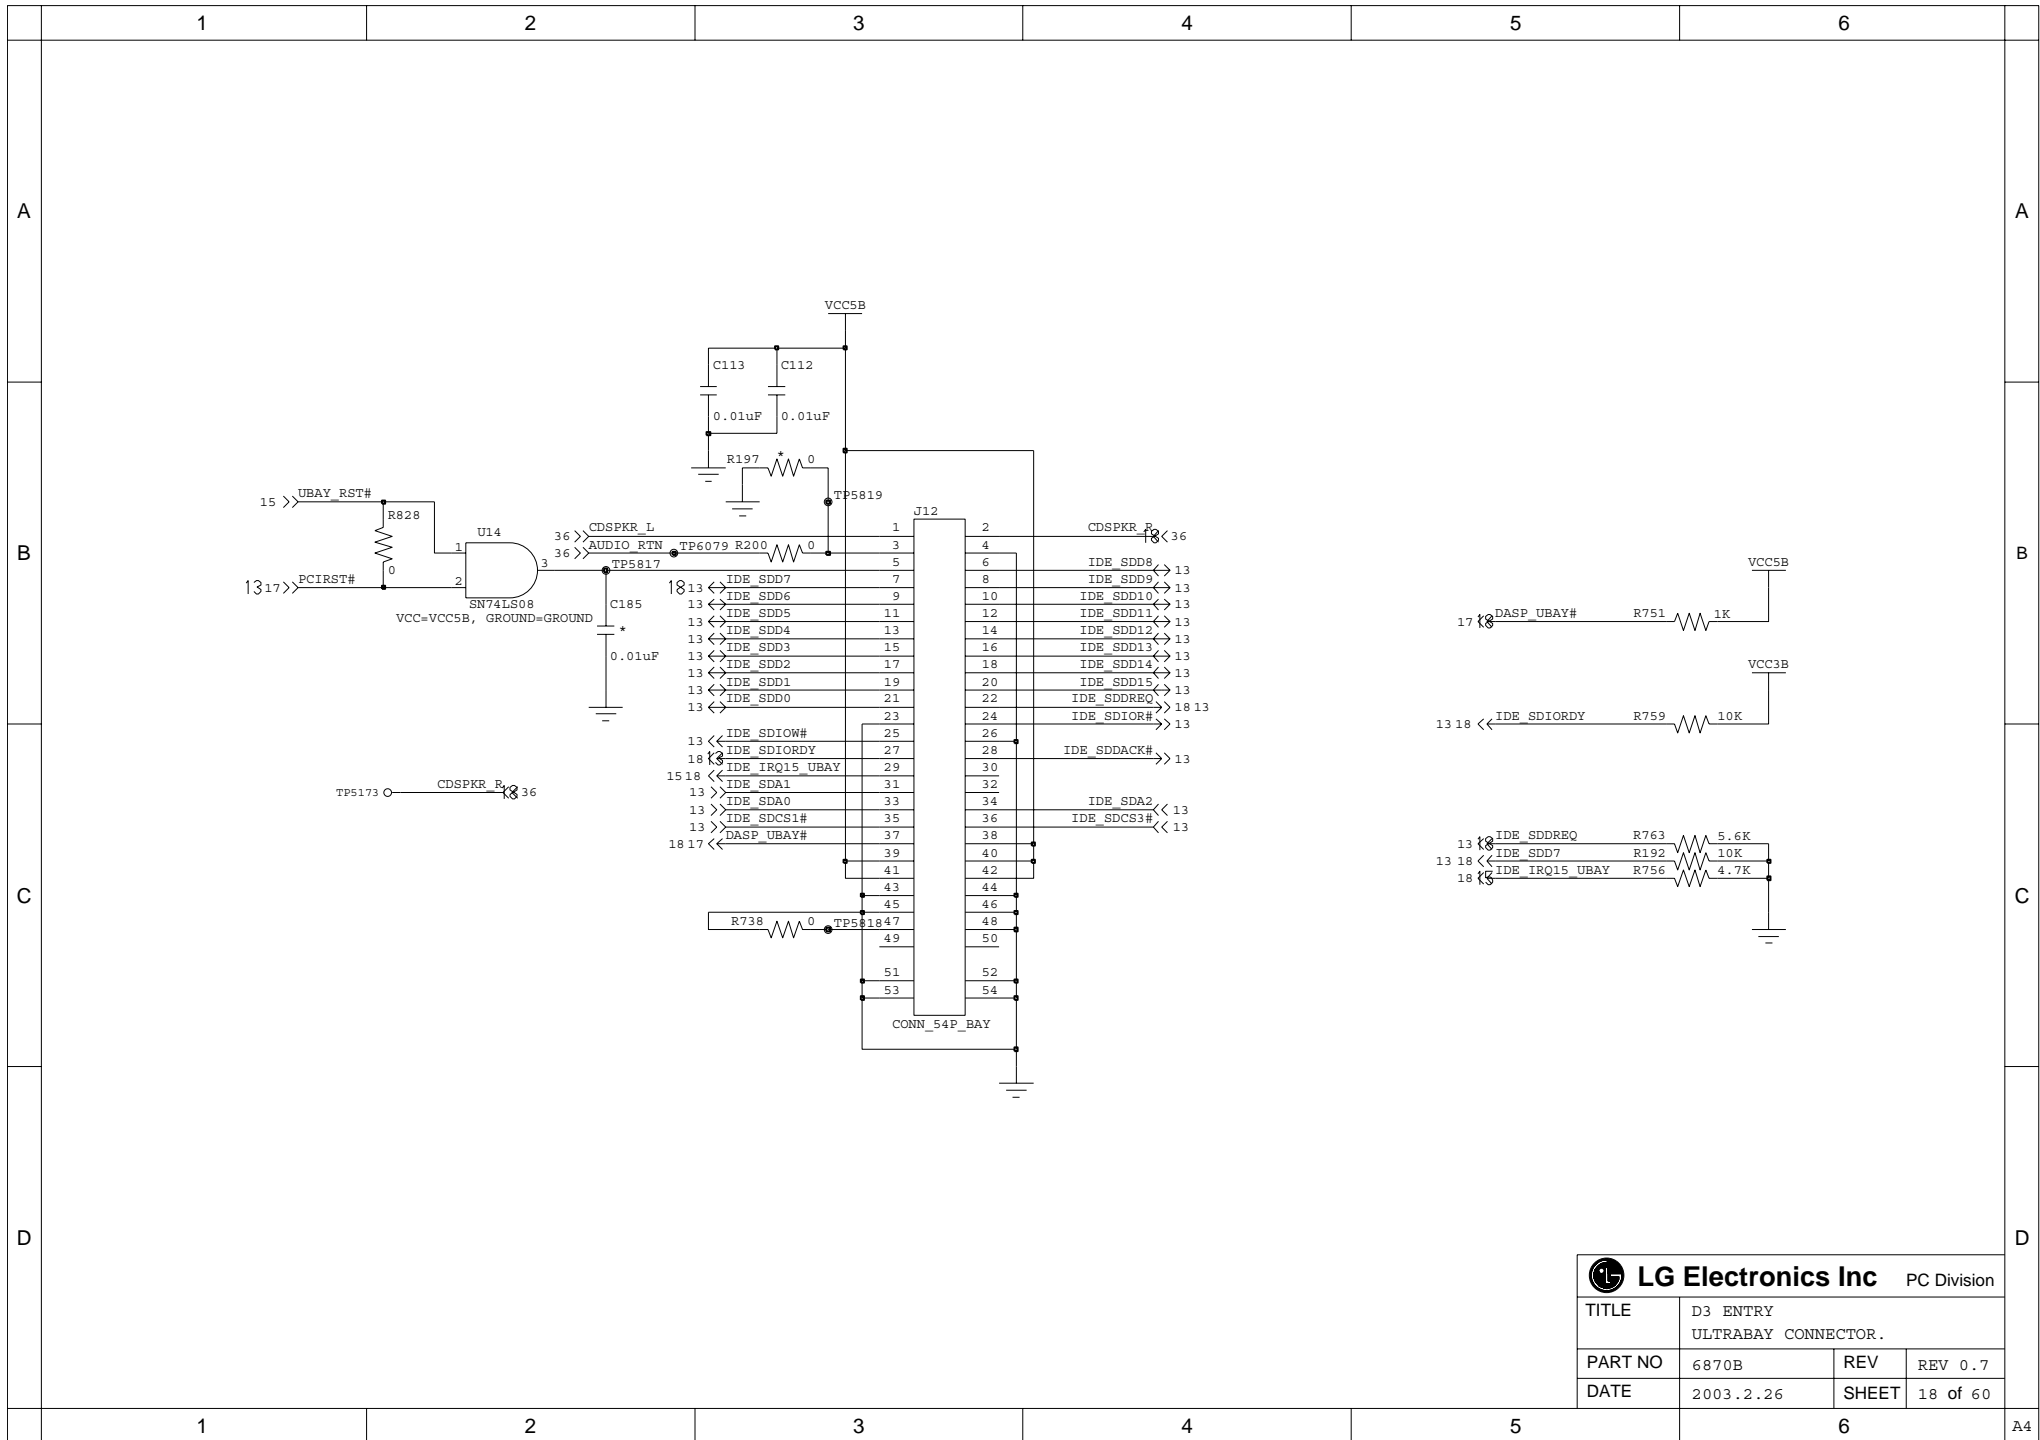 1 2 3 4 5 6
A A
VCC5B
C113 C112
0.01uF 0.01uF
R197 * 0
TP5819
15 UBAY_RST#
R828
0
13 17 PCIRST#
U14
1
2
3
SN74LS08
VCC=VCC5B, GROUND=GROUND
TP5817
C185
*
0.01uF
B B
J12
36 CDSPKR_L 1 2 CDSPKR_R 18 36
36 AUDIO_RTN TP6079 R200 0 3 4
5 6 IDE_SDD8 13
18 13 IDE_SDD7 7 8 IDE_SDD9 13
13 IDE_SDD6 9 10 IDE_SDD10 13
13 IDE_SDD5 11 12 IDE_SDD11 13
13 IDE_SDD4 13 14 IDE_SDD12 13
13 IDE_SDD3 15 16 IDE_SDD13 13
13 IDE_SDD2 17 18 IDE_SDD14 13
13 IDE_SDD1 19 20 IDE_SDD15 13
13 IDE_SDD0 21 22 IDE_SDDREQ 18 13
23 24 IDE_SDIOR# 13
13 IDE_SDIOW# 25 26
18 13 IDE_SDIORDY 27 28 IDE_SDDACK# 13
15 18 IDE_IRQ15_UBAY 29 30
13 IDE_SDA1 31 32
13 IDE_SDA0 33 34 IDE_SDA2 13
13 IDE_SDCS1# 35 36 IDE_SDCS3# 13
18 17 DASP_UBAY# 37 38
39 40
41 42
43 44
45 46
R738 0 TP5818 47 48
49 50
51 52
53 54
CONN_54P_BAY
TP5173 CDSPKR_R 18 36
VCC5B
17 18 DASP_UBAY# R751 1K
VCC3B
13 18 IDE_SDIORDY R759 10K
13 18 IDE_SDDREQ R763 5.6K
13 18 IDE_SDD7 R192 10K
18 15 IDE_IRQ15_UBAY R756 4.7K
C C
D D
LG Electronics Inc PC Division
TITLE D3 ENTRY
ULTRABAY CONNECTOR.
PART NO 6870B REV REV 0.7
DATE 2003.2.26 SHEET 18 of 60
1 2 3 4 5 6 A4